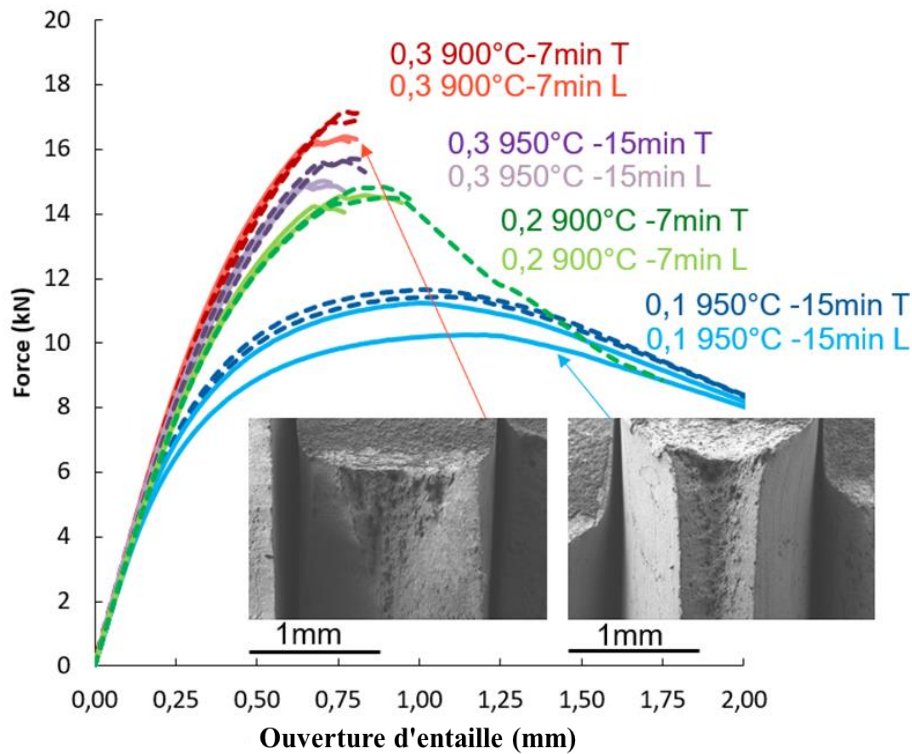 20
18
16
14
12
10
8
6
4
2
0
Force (kN)
0,3 900°C-7min T
0,3 900°C-7min L
0,3 950°C -15min T
0,3 950°C -15min L
0,2 900°C -7min T
0,2 900°C -7min L
0,1 950°C -15min T
0,1 950°C -15min L
1mm
1mm
0,00 0,25 0,50 0,75 1,00 1,25 1,50 1,75 2,00
Ouverture d'entaille (mm)